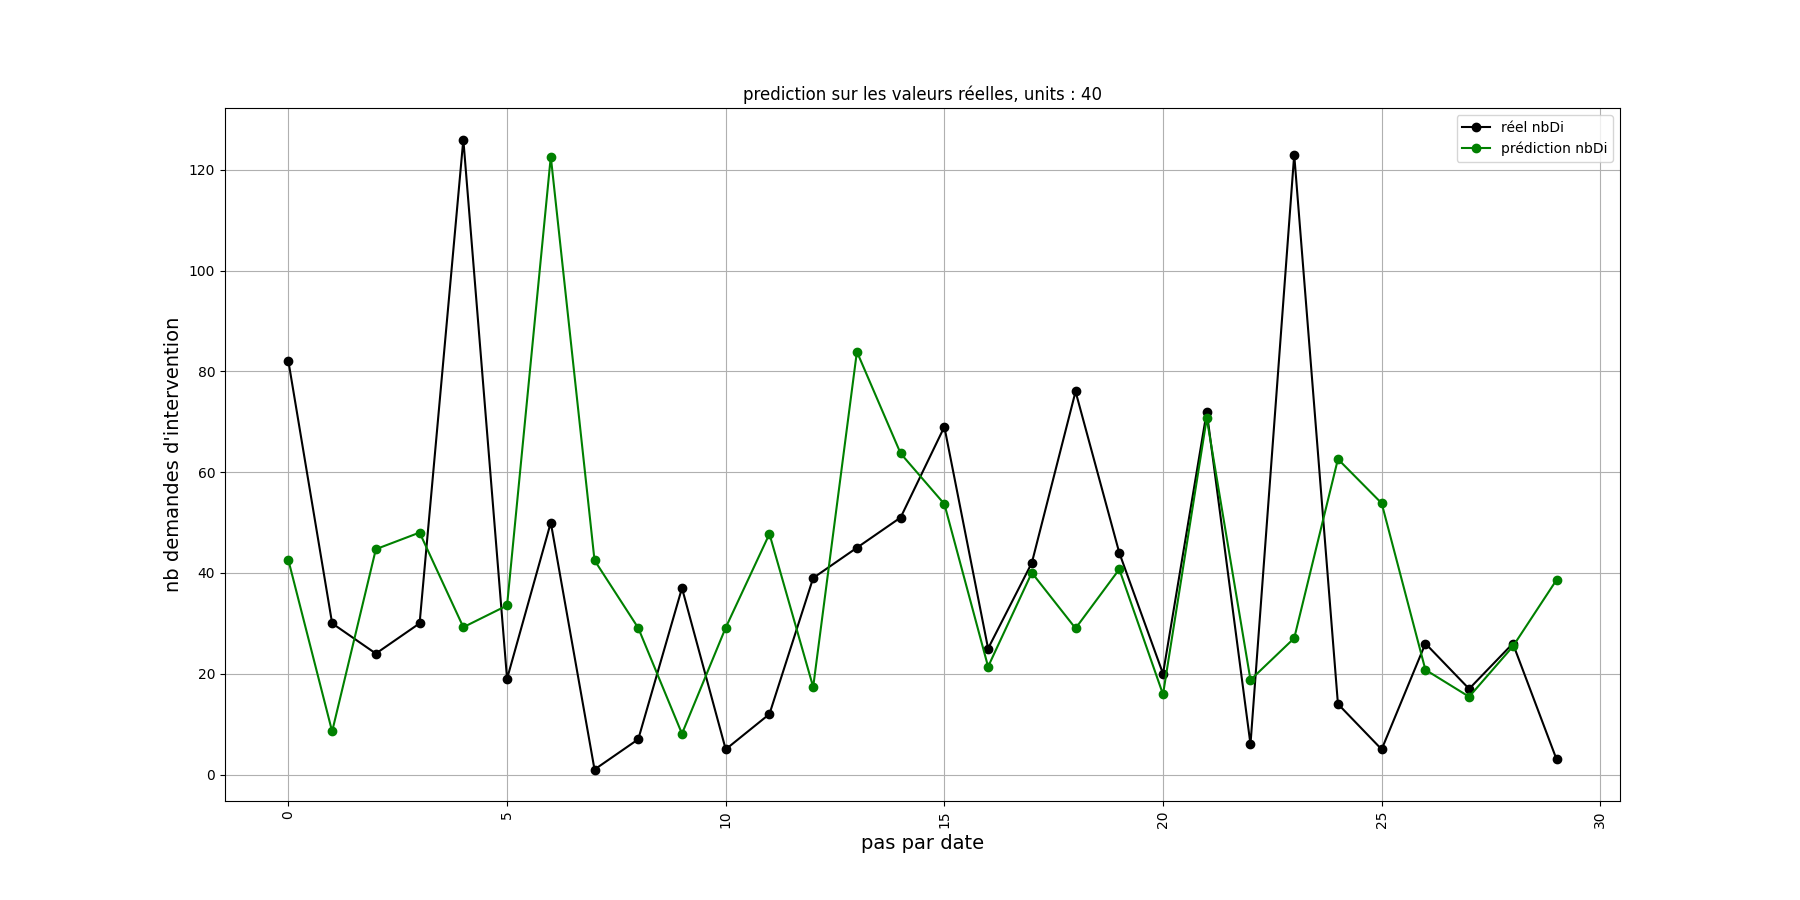 prediction sur les valeurs réelles, units : 40
réel nbDi
prédiction nbDi
nb demandes d'intervention
120
100
80
60
40
20
0
0
5
10
15
20
25
30
pas par date